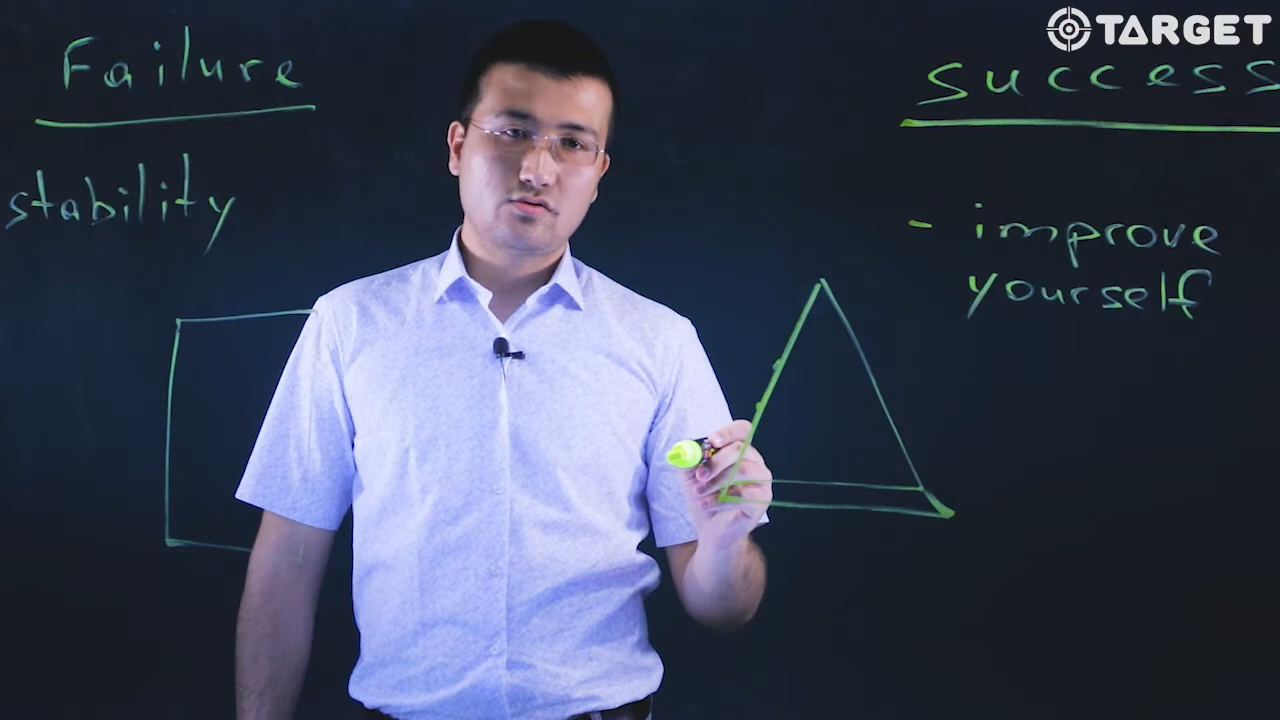 TARGET
Failure
success
stability
- improve
yourself